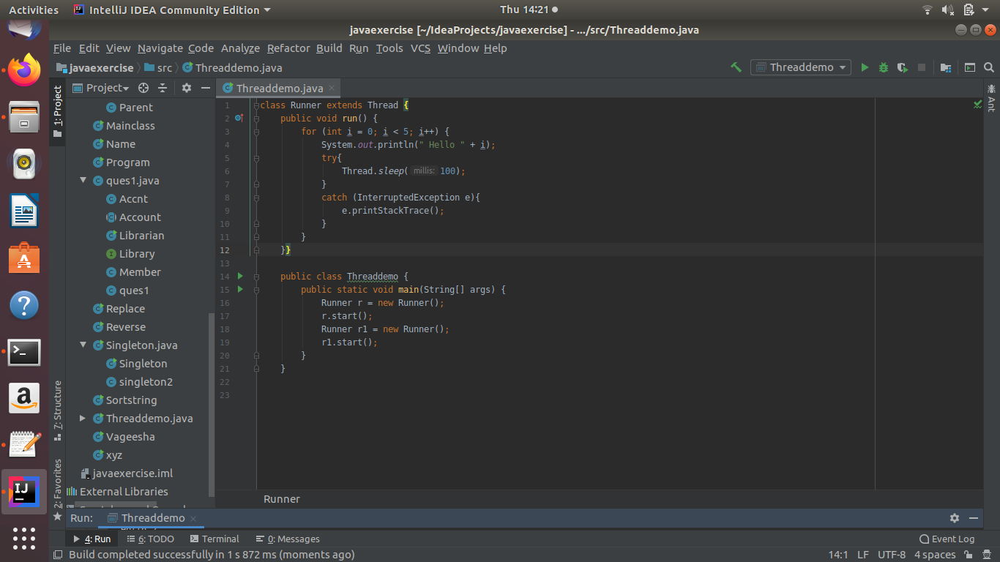 Activities IntelliJ IDEA Community Edition Thu 14:21
javaexercise [~/IdeaProjects/javaexercise] - .../src/Threaddemo.java
File Edit View Navigate Code Analyze Refactor Build Run Tools VCS Window Help
javaexercise src Threaddemo.java Threaddemo
1: Project
Project
Parent
Mainclass
Name
Program
ques1.java
Accnt
Account
Librarian
Library
Member
ques1
Replace
Reverse
Singleton.java
Singleton
singleton2
Sortstring
Threaddemo.java
Vageesha
xyz
javaexercise.iml
External Libraries
7: Structure
2: Favorites
Threaddemo.java
1 class Runner extends Thread {
2 public void run() {
3 for (int i = 0; i < 5; i++) {
4 System.out.println(" Hello " + i);
5 try{
6 Thread.sleep( millis: 100);
7 }
8 catch (InterruptedException e){
9 e.printStackTrace();
10 }
11 }
12 }}
13
14 public class Threaddemo {
15 public static void main(String[] args) {
16 Runner r = new Runner();
17 r.start();
18 Runner r1 = new Runner();
19 r1.start();
20 }
21 }
22
23
Ant
Runner
Run: Threaddemo
4: Run 6: TODO Terminal 0: Messages Event Log
Build completed successfully in 1 s 872 ms (moments ago) 14:1 LF UTF-8 4 spaces